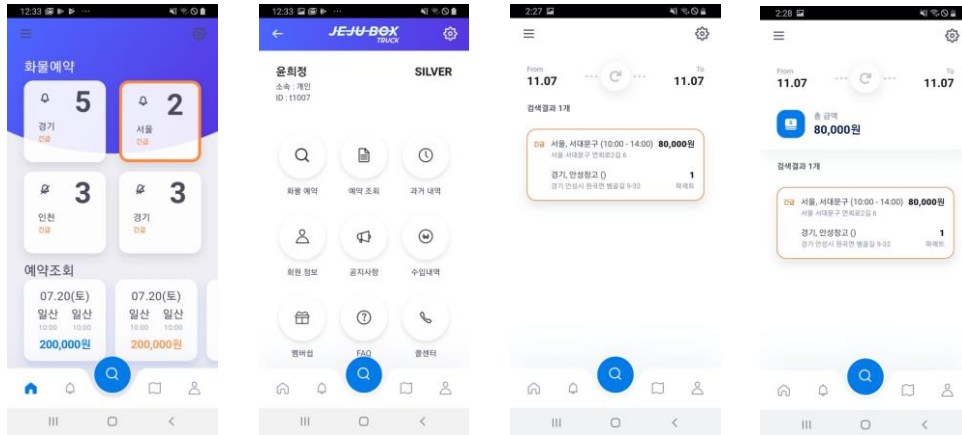 12:33
화물예약
5
경기
긴급
2
서울
긴급
3
인천
긴급
3
경기
긴급
예약조회
07.20(토)
일산 일산
10:00 10:00
200,000원
07.20(토)
일산 일산
10:00 10:00
200,000원
12:33
JEJU-BOX
TRUCK
윤희정 SILVER
소속 : 개인
ID : t1007
화물 예약 예약 조회 과거 내역
회원 정보 공지사항 수입내역
멤버쉽 FAQ 콜센터
2:27
From To
11.07 11.07
검색결과 1개
긴급 서울, 서대문구 (10:00 - 14:00) 80,000원
서울 서대문구 연희로2길 6
경기, 안성창고 () 1
경기 안성시 원곡면 병골길 9-32 파레트
2:28
From To
11.07 11.07
총 금액
80,000원
검색결과 1개
긴급 서울, 서대문구 (10:00 - 14:00) 80,000원
서울 서대문구 연희로2길 6
경기, 안성창고 () 1
경기 안성시 원곡면 병골길 9-32 파레트